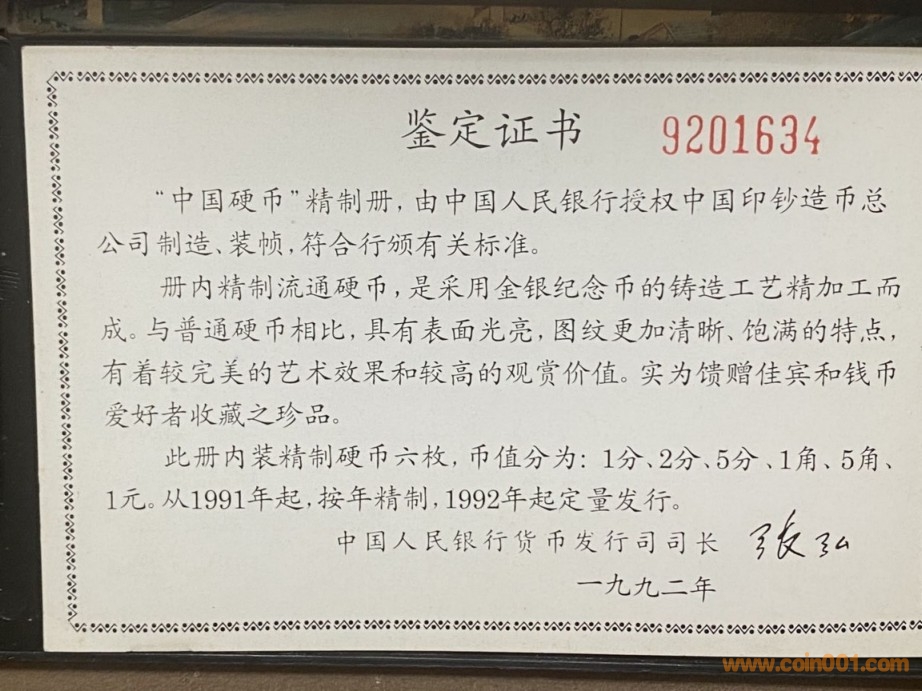 鉴定证书 9201634
“中国硬币”精制册，由中国人民银行授权中国印钞造币总
公司制造、装帧，符合行颁有关标准。
册内精制流通硬币，是采用金银纪念币的铸造工艺精加工而
成。与普通硬币相比，具有表面光亮，图纹更加清晰、饱满的特点，
有着较完美的艺术效果和较高的观赏价值。实为馈赠佳宾和钱币
爱好者收藏之珍品。
此册内装精制硬币六枚，币值分为：1分、2分、5分、1角、5角、
1元。从1991年起，按年精制，1992年起定量发行。
中国人民银行货币发行司司长 张弘
一九九二年
www.coin001.com